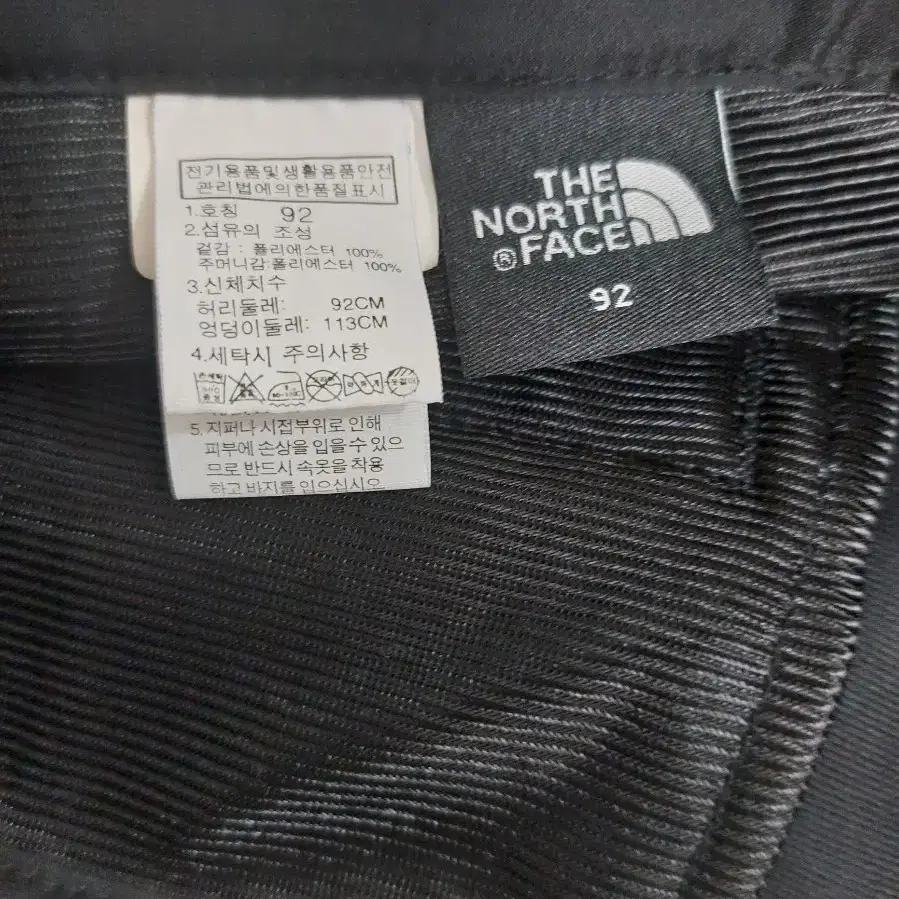 전기용품및생활용품안전
관리법에의한품질표시
1.호칭 92
2.섬유의 조성
겉감 : 폴리에스터 100%
주머니감:폴리에스터 100%
3.신체치수
허리둘레: 92CM
엉덩이둘레: 113CM
4.세탁시 주의사항
5.지퍼나 시접부위로 인해
피부에 손상을 입을수 있으
므로 반드시 속옷을 착용
하고 바지를 입으십시오
THE
NORTH
®FACE
92